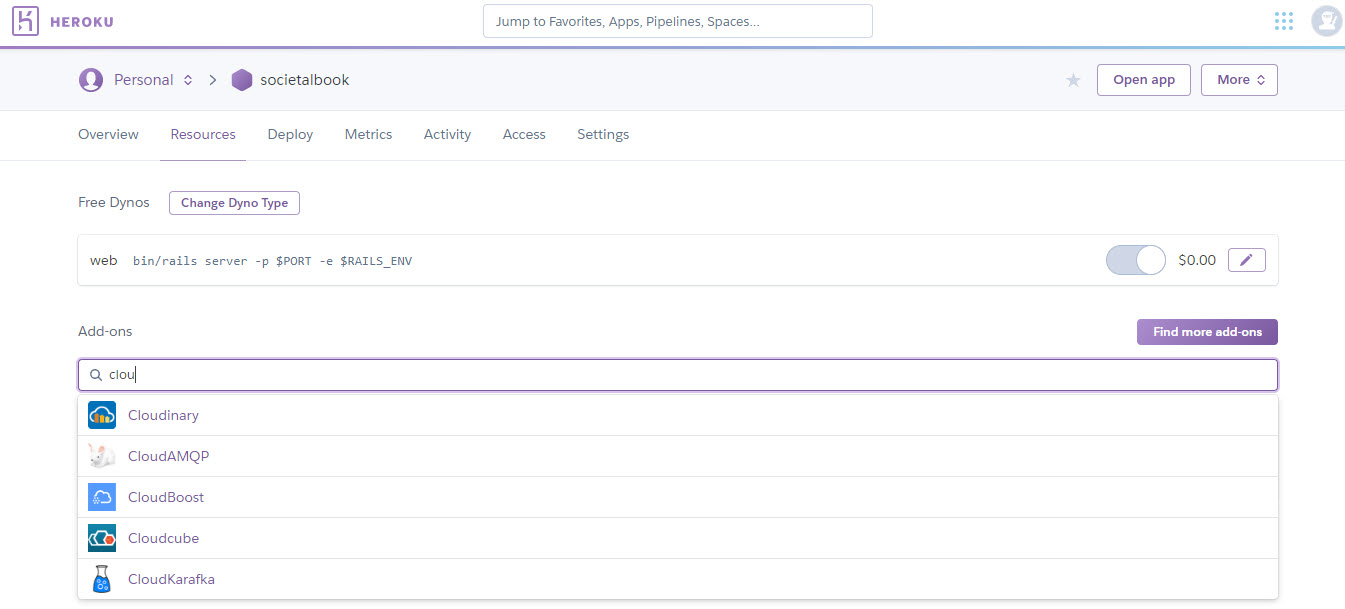 HEROKU
Jump to Favorites, Apps, Pipelines, Spaces...
Personal > societalbook
Open app
More
Overview Resources Deploy Metrics Activity Access Settings
Free Dynos
Change Dyno Type
web bin/rails server -p $PORT -e $RAILS_ENV
$0.00
Add-ons
Find more add-ons
clou
Cloudinary
CloudAMQP
CloudBoost
Cloudcube
CloudKarafka